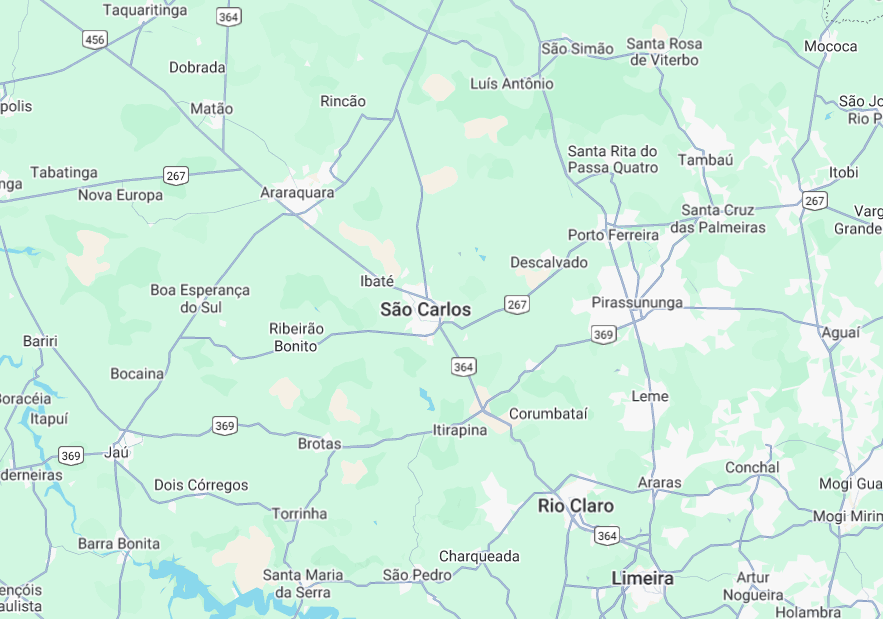 Taquaritinga
364
456
São Simão
Santa Rosa
de Viterbo
Mococa
Dobrada
Luís Antônio
polis
Matão
Rincão
São Jo
Rio P
Santa Rita do
Passa Quatro
Tambaú
Tabatinga
267
Itobi
nga
Nova Europa
Araraquara
267
Santa Cruz
das Palmeiras
Varg
Grande
Porto Ferreira
Descalvado
Ibaté
Boa Esperança
do Sul
São Carlos
267
Pirassununga
Ribeirão
Bonito
369
Aguaí
Bariri
364
Bocaina
Boracéia
Leme
Itapuí
Corumbataí
369
Itirapina
Brotas
Jaú
369
derneiras
Conchal
Dois Córregos
Araras
Mogi Gua
Rio Claro
Torrinha
Mogi Mirim
364
Barra Bonita
Charqueada
Santa Maria
da Serra
São Pedro
Limeira
Artur
Nogueira
ençóis
aulista
Holambra